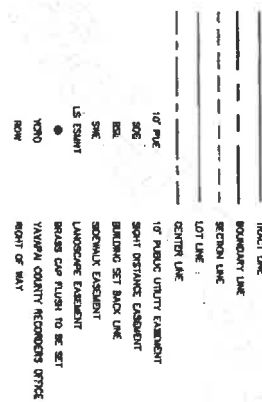 TRACT LINE
BOUNDARY LINE
SECTION LINE
LOT LINE :
CENTER LINE
10' PUE 10' PUBLIC UTILITY EASEMENT
SDE SIGHT DISTANCE EASEMENT
BSL BUILDING SET BACK LINE
SWE SIDEWALK EASEMENT
LS ESMNT LANDSCAPE EASEMENT
BRASS CAP FLUSH TO BE SET
YCRO YAVAPAI COUNTY RECORDERS OFFICE
ROW RIGHT OF WAY